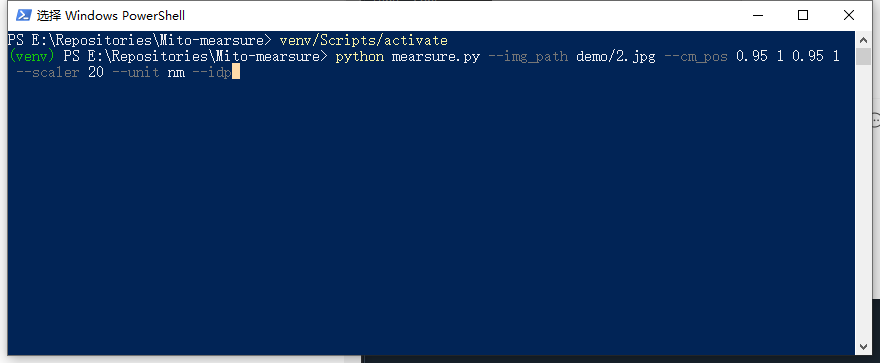 选择 Windows PowerShell
PS E:\Repositories\Mito-mearsure> venv/Scripts/activate
(venv) PS E:\Repositories\Mito-mearsure> python mearsure.py --img_path demo/2.jpg --cm_pos 0.95 1 0.95 1
--scaler 20 --unit nm --idp